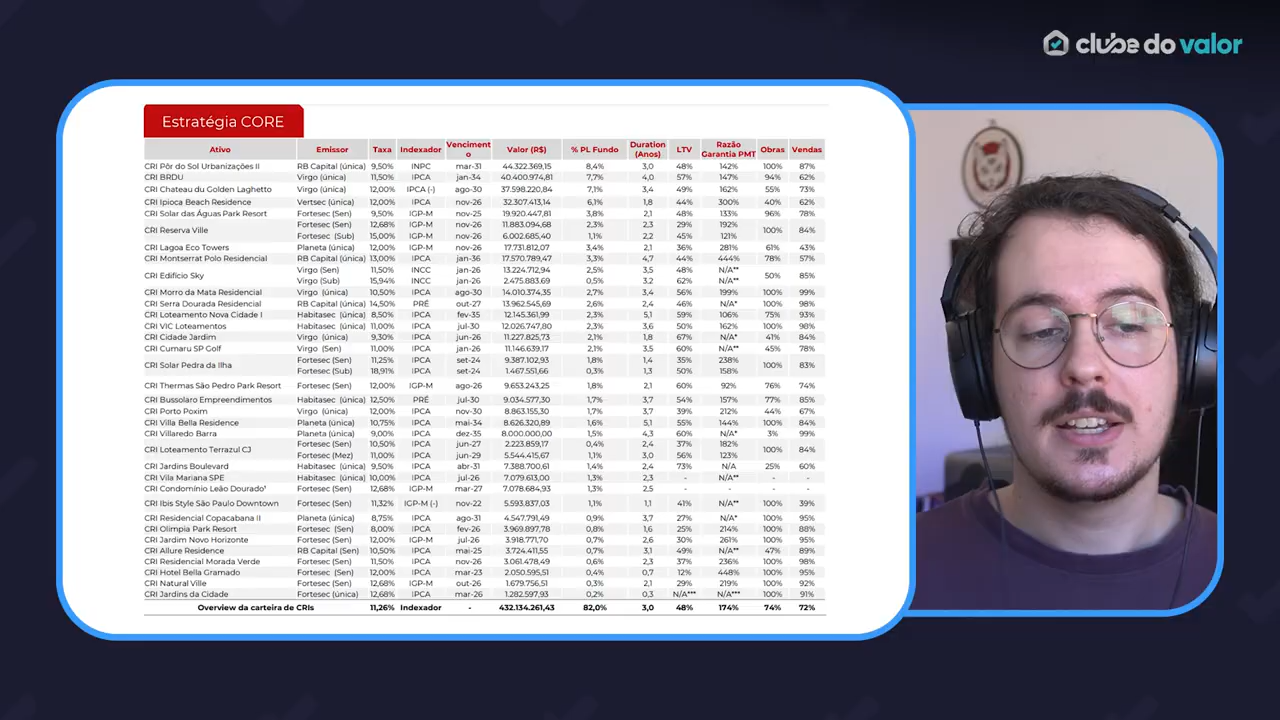 clube do valor
Estratégia CORE
Ativo Emissor Taxa Indexador Vencimento Valor (R$) % PL Fundo Duration (Anos) LTV Razão Garantia PMT Obras Vendas
CRI Pôr do Sol Urbanizações II RB Capital (única) 9,50% INPC mar-31 44.322.369,15 8,4% 3,0 48% 142% 100% 87%
CRI BRDU Virgo (única) 11,50% IPCA jan-34 40.400.974,81 7,7% 4,0 57% 147% 94% 62%
CRI Chateau du Golden Laghetto Virgo (única) 12,00% IPCA (-) ago-30 37.598.220,84 7,1% 3,4 49% 162% 55% 73%
CRI Ipioca Beach Residence Vertsec (única) 12,00% IPCA nov-26 32.307.413,14 6,1% 1,8 44% 300% 40% 62%
CRI Solar das Águas Park Resort Fortesec (Sen) 9,50% IGP-M nov-25 19.920.447,81 3,8% 2,1 48% 133% 96% 78%
CRI Reserva Ville Fortesec (Sen) 12,68% IGP-M nov-26 11.883.094,68 2,3% 2,3 29% 192% 100% 84%
Fortesec (Sub) 15,00% IGP-M nov-26 6.002.685,40 1,1% 2,2 45% 121%
CRI Lagoa Eco Towers Planeta (única) 12,00% IGP-M nov-26 17.731.812,07 3,4% 2,1 36% 281% 61% 43%
CRI Montserrat Polo Residencial RB Capital (única) 13,00% IPCA jan-36 17.570.789,47 3,3% 4,7 44% 444% 78% 57%
CRI Edifício Sky Virgo (Sen) 11,50% INCC jan-26 13.224.712,94 2,5% 3,5 48% N/A** 50% 85%
Virgo (Sub) 15,94% INCC jan-26 2.475.883,69 0,5% 3,2 62% N/A**
CRI Morro da Mata Residencial Virgo (única) 10,50% IPCA ago-30 14.010.374,35 2,7% 3,4 56% 199% 100% 99%
CRI Serra Dourada Residencial RB Capital (única) 14,50% PRÉ out-27 13.962.545,69 2,6% 2,4 46% N/A* 100% 98%
CRI Loteamento Nova Cidade I Habitasec (única) 8,50% IPCA fev-35 12.145.361,99 2,3% 5,1 59% 106% 75% 93%
CRI VIC Loteamentos Habitasec (única) 11,00% IPCA jul-30 12.026.747,80 2,3% 3,6 50% 162% 100% 98%
CRI Cidade Jardim Virgo (única) 9,30% IPCA jun-26 11.227.825,73 2,1% 1,8 67% N/A* 41% 84%
CRI Cumaru SP Golf Virgo (Sen) 11,00% IPCA jan-26 11.146.639,17 2,1% 3,5 60% N/A** 45% 78%
CRI Solar Pedra da Ilha Fortesec (Sen) 11,25% IPCA set-24 9.387.102,93 1,8% 1,4 35% 238% 100% 83%
Fortesec (Sub) 18,91% IPCA set-24 1.467.551,66 0,3% 1,3 50% 158%
CRI Thermas São Pedro Park Resort Fortesec (Sen) 12,00% IGP-M ago-26 9.653.243,25 1,8% 2,1 60% 92% 76% 74%
CRI Bussolaro Empreendimentos Habitasec (única) 12,50% PRÉ jul-30 9.034.577,30 1,7% 3,7 54% 157% 77% 85%
CRI Porto Poxim Virgo (única) 12,00% IPCA nov-30 8.863.155,30 1,7% 3,7 39% 212% 44% 67%
CRI Villa Bella Residence Planeta (única) 10,75% IPCA mai-34 8.626.320,89 1,6% 5,1 55% 144% 100% 84%
CRI Villaredo Barra Planeta (única) 9,00% IPCA dez-35 8.000.000,00 1,5% 4,3 60% N/A* 3% 99%
CRI Loteamento Terrazul CJ Fortesec (Sen) 10,50% IPCA jun-27 2.223.859,17 0,4% 2,4 37% 182% 100% 84%
Fortesec (Mez) 11,00% IPCA jun-29 5.544.415,67 1,1% 3,0 56% 123%
CRI Jardins Boulevard Habitasec (única) 9,50% IPCA abr-31 7.388.700,61 1,4% 2,4 73% N/A 25% 60%
CRI Vila Mariana SPE Habitasec (única) 10,00% IPCA jul-26 7.079.613,00 1,3% 2,3 - N/A** - -
CRI Condomínio Leão Dourado¹ Fortesec (Sen) 12,68% IGP-M mar-27 7.078.684,93 1,3% 2,5 - - - -
CRI Ibis Style São Paulo Downtown Fortesec (Sen) 11,32% IGP-M (-) nov-22 5.593.837,03 1,1% 1,1 41% N/A** 100% 39%
CRI Residencial Copacabana II Planeta (única) 8,75% IPCA ago-31 4.547.791,49 0,9% 3,7 27% N/A* 100% 95%
CRI Olímpia Park Resort Fortesec (Sen) 8,00% IPCA fev-26 3.969.897,78 0,8% 1,6 25% 214% 100% 88%
CRI Jardim Novo Horizonte Fortesec (Sen) 12,00% IGP-M jul-26 3.918.771,70 0,7% 2,6 30% 261% 100% 95%
CRI Allure Residence RB Capital (Sen) 10,50% IPCA mai-25 3.724.411,55 0,7% 3,1 49% N/A** 47% 89%
CRI Residencial Morada Verde Fortesec (Sen) 11,50% IPCA nov-26 3.061.478,49 0,6% 2,3 37% 236% 100% 98%
CRI Hotel Bella Gramado Fortesec (Sen) 12,00% IPCA mar-23 2.050.595,51 0,4% 0,7 12% 448% 100% 95%
CRI Natural Ville Fortesec (Sen) 12,68% IGP-M out-26 1.679.756,51 0,3% 2,1 29% 219% 100% 92%
CRI Jardins da Cidade Fortesec (única) 12,68% IPCA mar-26 1.282.597,93 0,2% 0,3 N/A*** N/A*** 100% 91%
Overview da carteira de CRIs 11,26% Indexador - 432.134.261,43 82,0% 3,0 48% 174% 74% 72%